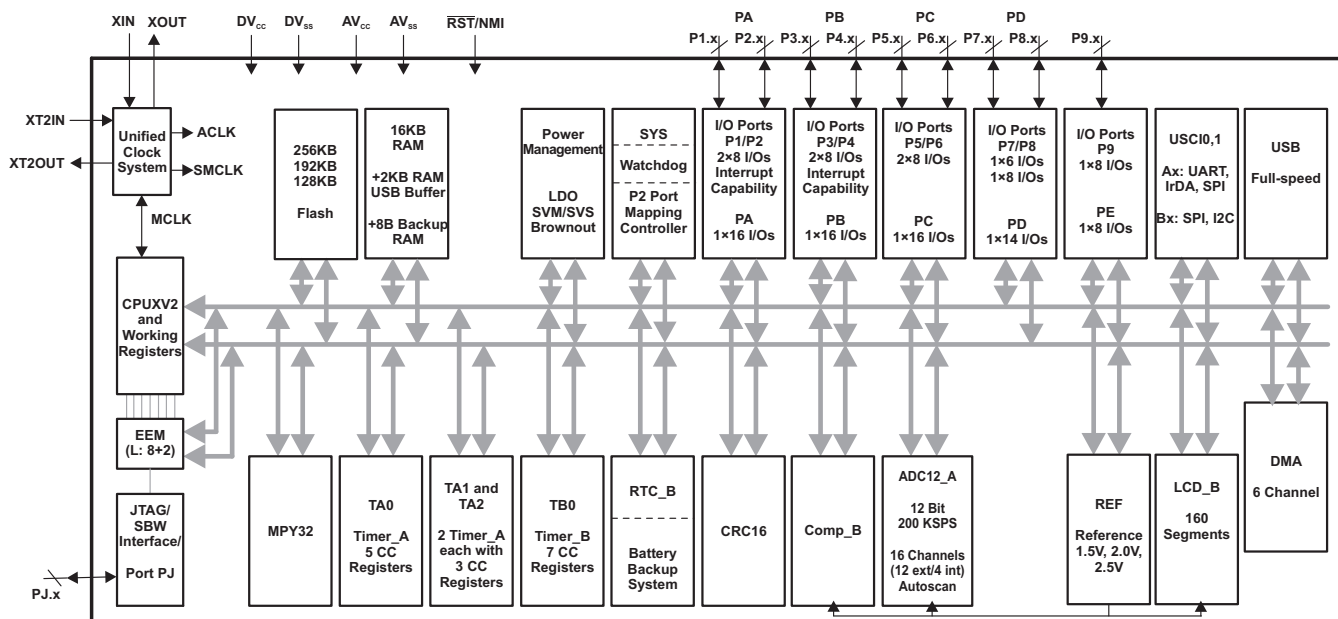 XIN XOUT DVCC DVSS AVCC AVSS RST/NMI
PA PB PC PD
P1.x P2.x P3.x P4.x P5.x P6.x P7.x P8.x P9.x
XT2IN
XT2OUT
Unified
Clock
System
ACLK
SMCLK
MCLK
256KB
192KB
128KB
Flash
16KB
RAM
+2KB RAM
USB Buffer
+8B Backup
RAM
Power
Management
LDO
SVM/SVS
Brownout
SYS
Watchdog
P2 Port
Mapping
Controller
I/O Ports
P1/P2
2×8 I/Os
Interrupt
Capability
PA
1×16 I/Os
I/O Ports
P3/P4
2×8 I/Os
Interrupt
Capability
PB
1×16 I/Os
I/O Ports
P5/P6
2×8 I/Os
PC
1×16 I/Os
I/O Ports
P7/P8
1×6 I/Os
1×8 I/Os
PD
1×14 I/Os
I/O Ports
P9
1×8 I/Os
PE
1×8 I/Os
USCI0,1
Ax: UART,
IrDA, SPI
Bx: SPI, I2C
USB
Full-speed
CPUXV2
and
Working
Registers
EEM
(L: 8+2)
JTAG/
SBW
Interface/
Port PJ
PJ.x
MPY32
TA0
Timer_A
5 CC
Registers
TA1 and
TA2
2 Timer_A
each with
3 CC
Registers
TB0
Timer_B
7 CC
Registers
RTC_B
Battery
Backup
System
CRC16
Comp_B
ADC12_A
12 Bit
200 KSPS
16 Channels
(12 ext/4 int)
Autoscan
REF
Reference
1.5V, 2.0V,
2.5V
LCD_B
160
Segments
DMA
6 Channel